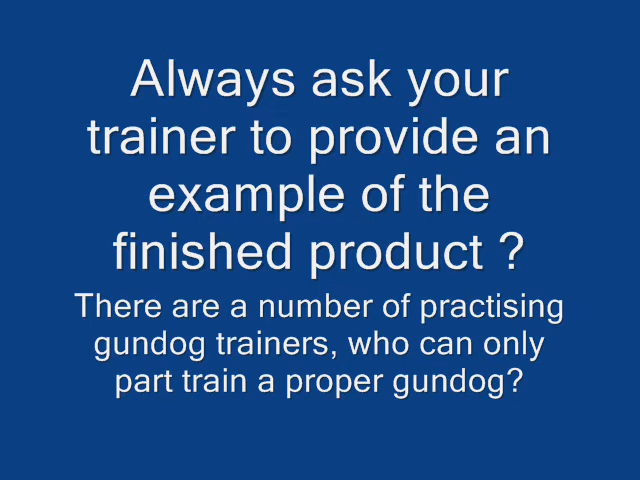 Always ask your
trainer to provide an
example of the
finished product ?
There are a number of practising
gundog trainers, who can only
part train a proper gundog?